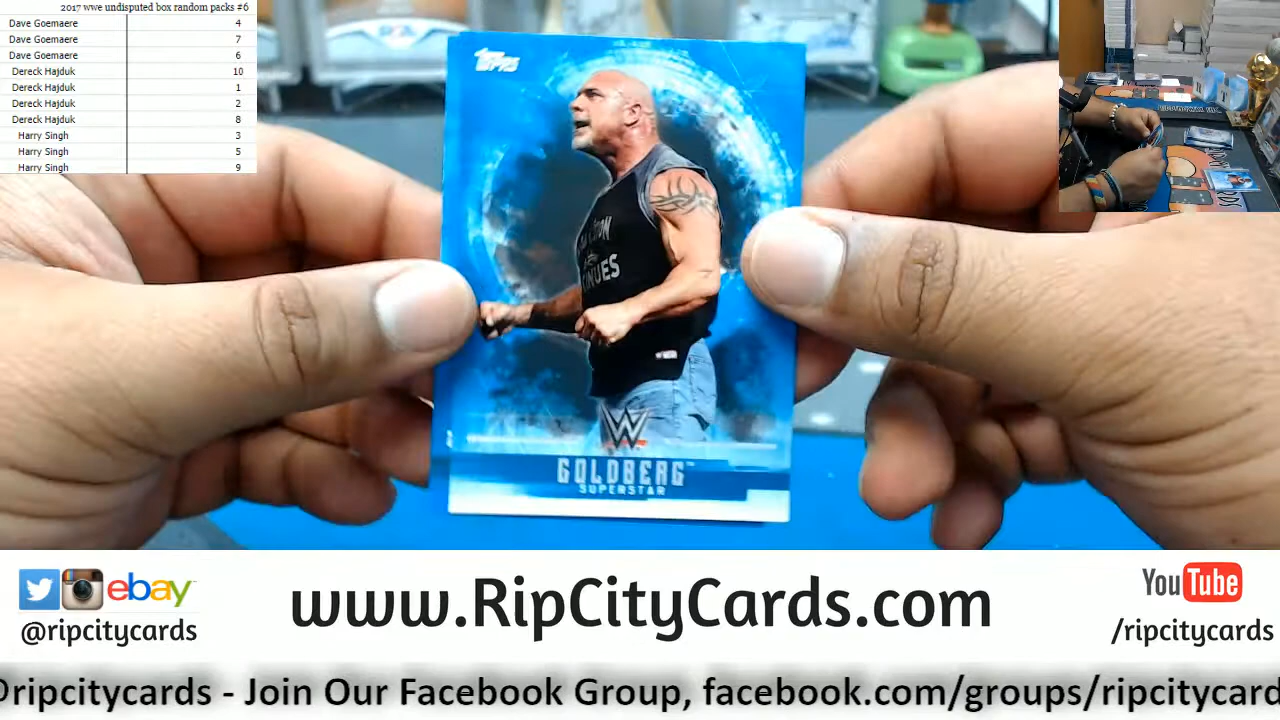 2017 wwe undisputed box random packs #6
Dave Goemaere 4
Dave Goemaere 7
Dave Goemaere 6
Dereck Hajduk 10
Dereck Hajduk 1
Dereck Hajduk 2
Dereck Hajduk 8
Harry Singh 3
Harry Singh 5
Harry Singh 9
Topps
W
GOLDBERG™
SUPERSTAR
ebay
@ripcitycards
www.RipCityCards.com
YouTube
/ripcitycards
ripcitycards - Join Our Facebook Group, facebook.com/groups/ripcitycard